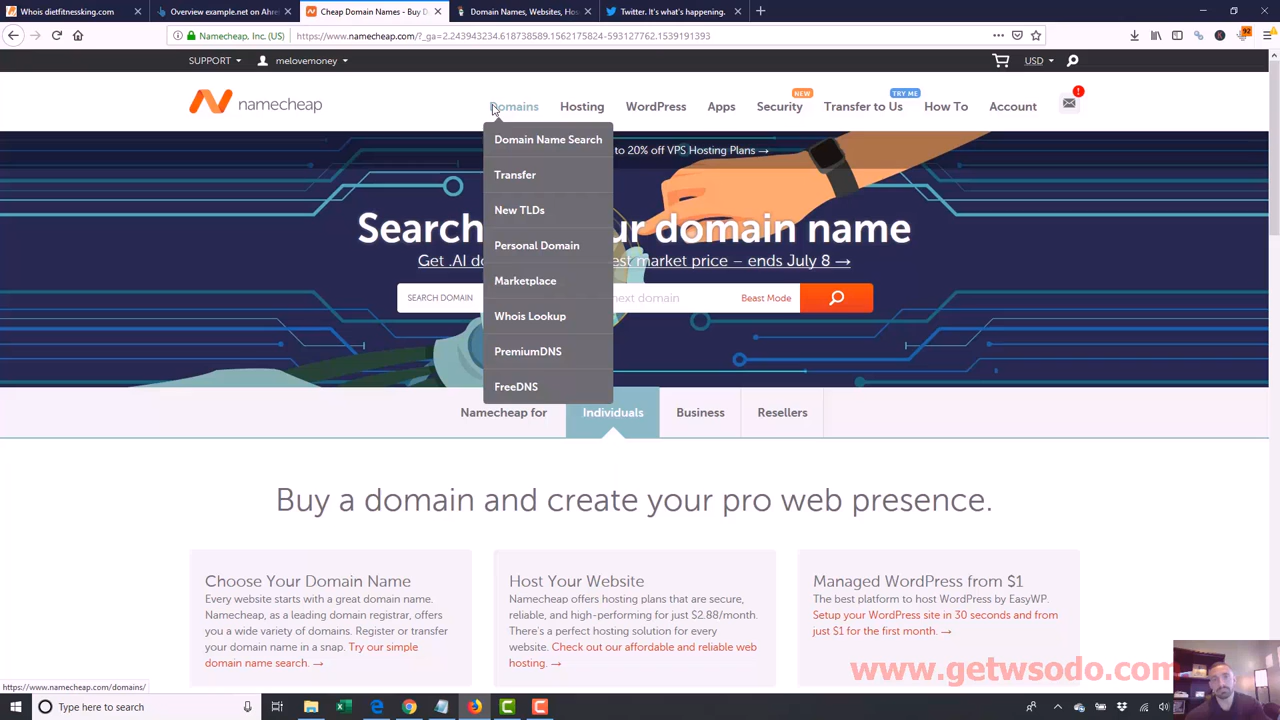 Whois dietfitnessking.com
Overview example.net on Ahre
Cheap Domain Names - Buy D
Domain Names, Websites, Hos
Twitter. It's what's happening.
Namecheap, Inc. (US)
https://www.namecheap.com/?_ga=2.243943234.618738589.1562175824-593127762.1539191393
92
SUPPORT
melovemoney
USD
namecheap
Domains
Hosting
WordPress
Apps
NEW
Security
TRY ME
Transfer to Us
How To
Account
!
Domain Name Search
Transfer
New TLDs
Personal Domain
Marketplace
Whois Lookup
PremiumDNS
FreeDNS
to 20% off VPS Hosting Plans →
Search ur domain name
Get .AI do est market price – ends July 8 →
SEARCH DOMAIN
next domain
Beast Mode
Namecheap for
Individuals
Business
Resellers
Buy a domain and create your pro web presence.
Choose Your Domain Name
Every website starts with a great domain name.
Namecheap, as a leading domain registrar, offers
you a wide variety of domains. Register or transfer
your domain name in a snap. Try our simple
domain name search. →
Host Your Website
Namecheap offers hosting plans that are secure,
reliable, and high-performing for just $2.88/month.
There's a perfect hosting solution for every
website. Check out our affordable and reliable web
hosting. →
Managed WordPress from $1
The best platform to host WordPress by EasyWP.
Setup your WordPress site in 30 seconds and from
just $1 for the first month. →
www.getwsodo.com
https://www.namecheap.com/domains/
Type here to search